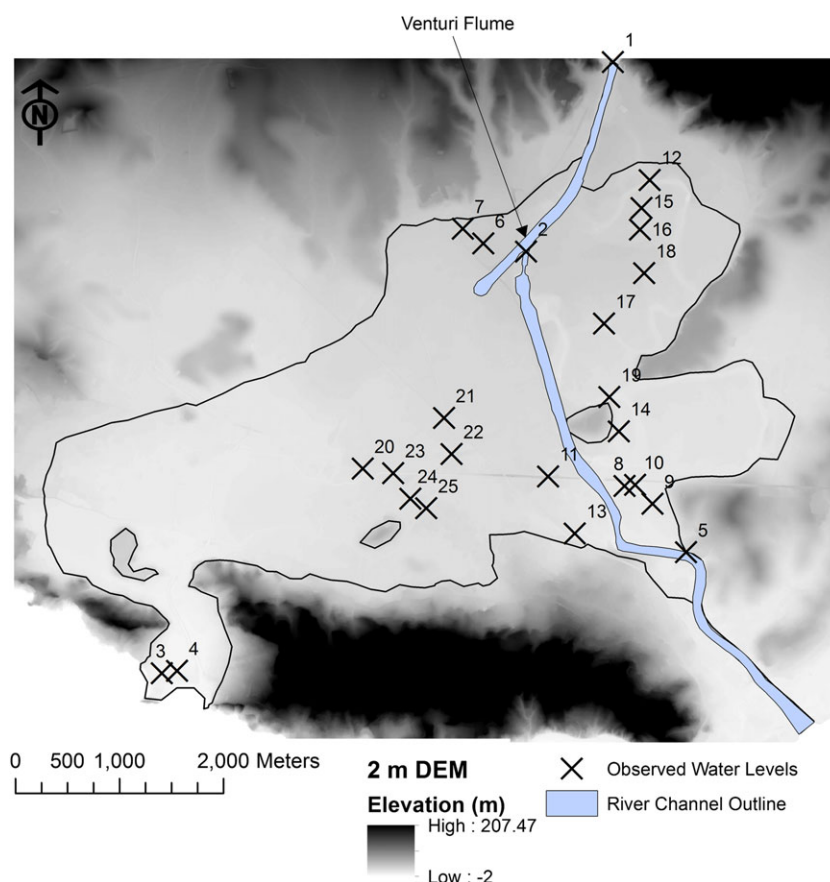 Venturi Flume
1
N
12
7
15
6
2
16
18
17
19
21
14
22
20
23
11
8
10
24
9
25
13
5
3
4
0 500 1,000 2,000 Meters
2 m DEM
Observed Water Levels
Elevation (m)
River Channel Outline
High : 207.47
Low : -2